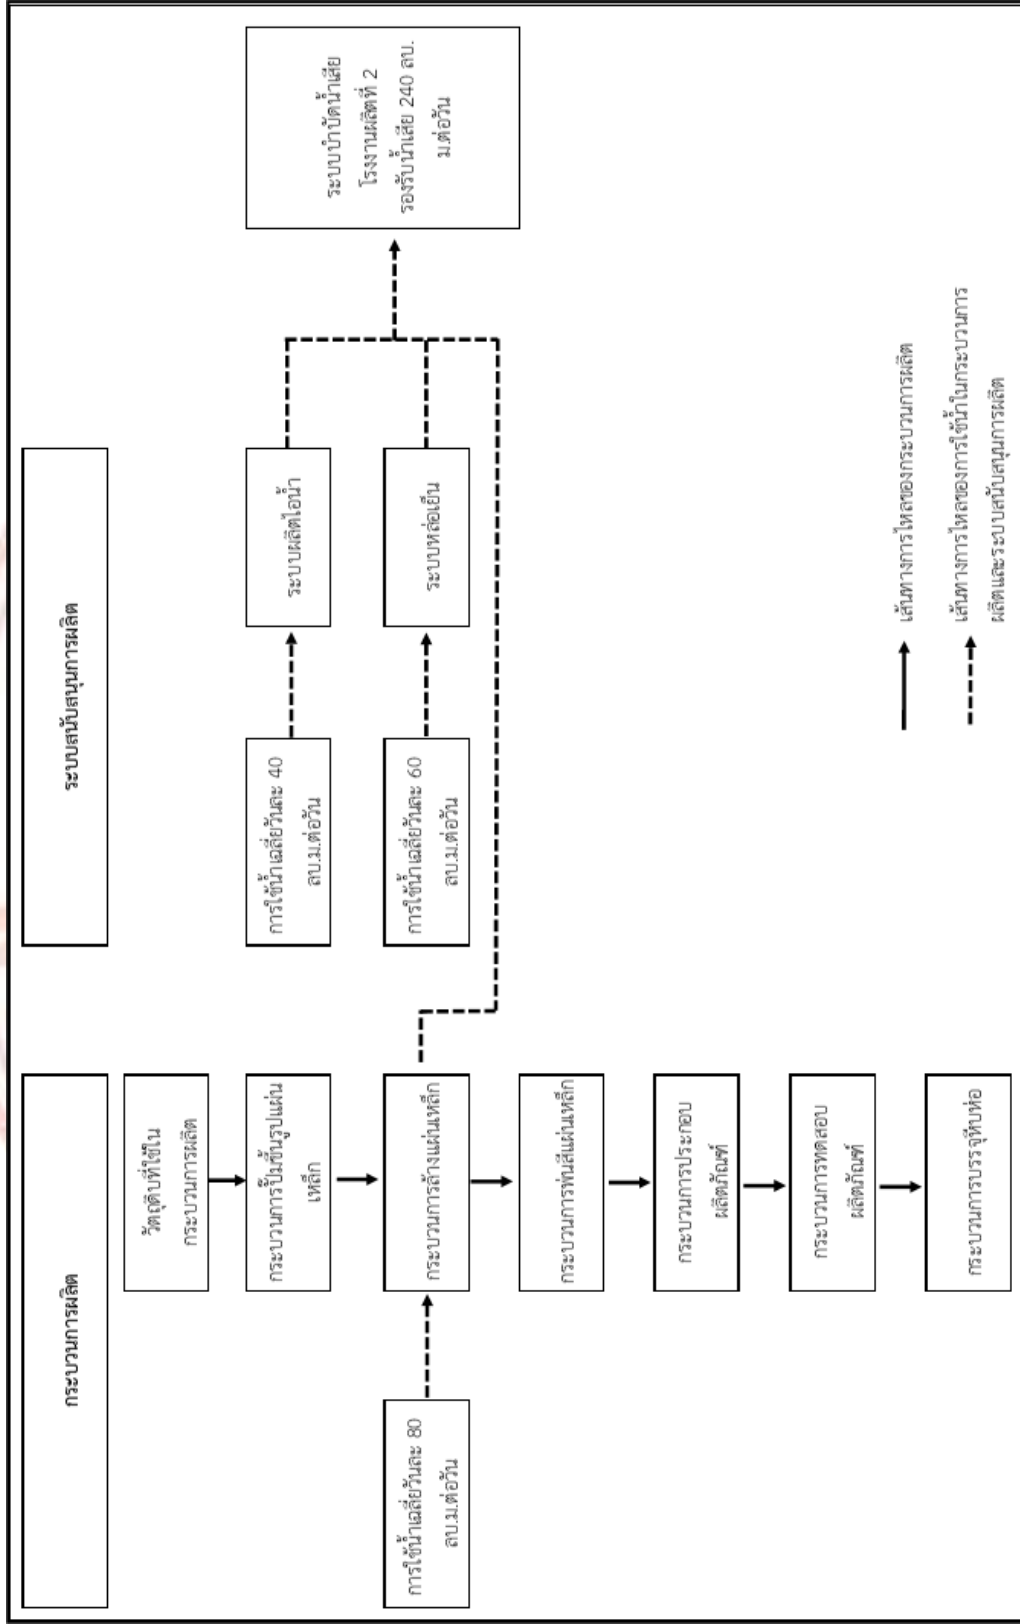 กระบวนการผลิต
ระบบสนับสนุนการผลิต
วัตถุดิบที่ใช้ใน
กระบวนการผลิต
กระบวนการปั๊มขึ้นรูปแผ่น
เหล็ก
การใช้น้ำเฉลี่ยวันละ 40
ลบ.ม.ต่อวัน
ระบบผลิตไอน้ำ
ระบบบำบัดน้ำเสีย
โรงงานผลิตที่ 2
รองรับน้ำเสีย 240 ลบ.
ม.ต่อวัน
การใช้น้ำเฉลี่ยวันละ 80
ลบ.ม.ต่อวัน
กระบวนการล้างแผ่นเหล็ก
การใช้น้ำเฉลี่ยวันละ 60
ลบ.ม.ต่อวัน
ระบบหล่อเย็น
กระบวนการพ่นสีแผ่นเหล็ก
กระบวนการประกอบ
ผลิตภัณฑ์
กระบวนการทดสอบ
ผลิตภัณฑ์
กระบวนการบรรจุหีบห่อ
เส้นทางการไหลของกระบวนการผลิต
เส้นทางการไหลของการใช้น้ำในกระบวนการ
ผลิตและระบบสนับสนุนการผลิต